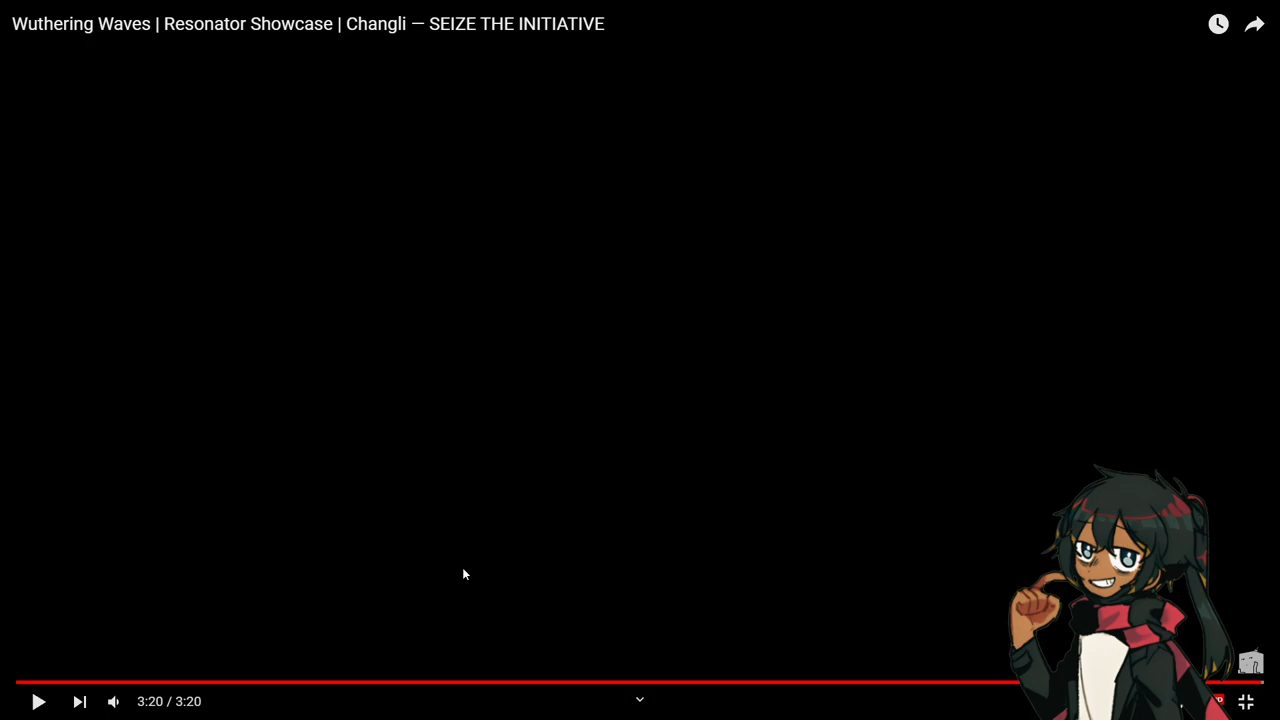 Wuthering Waves | Resonator Showcase | Changli — SEIZE THE INITIATIVE
3:20 / 3:20